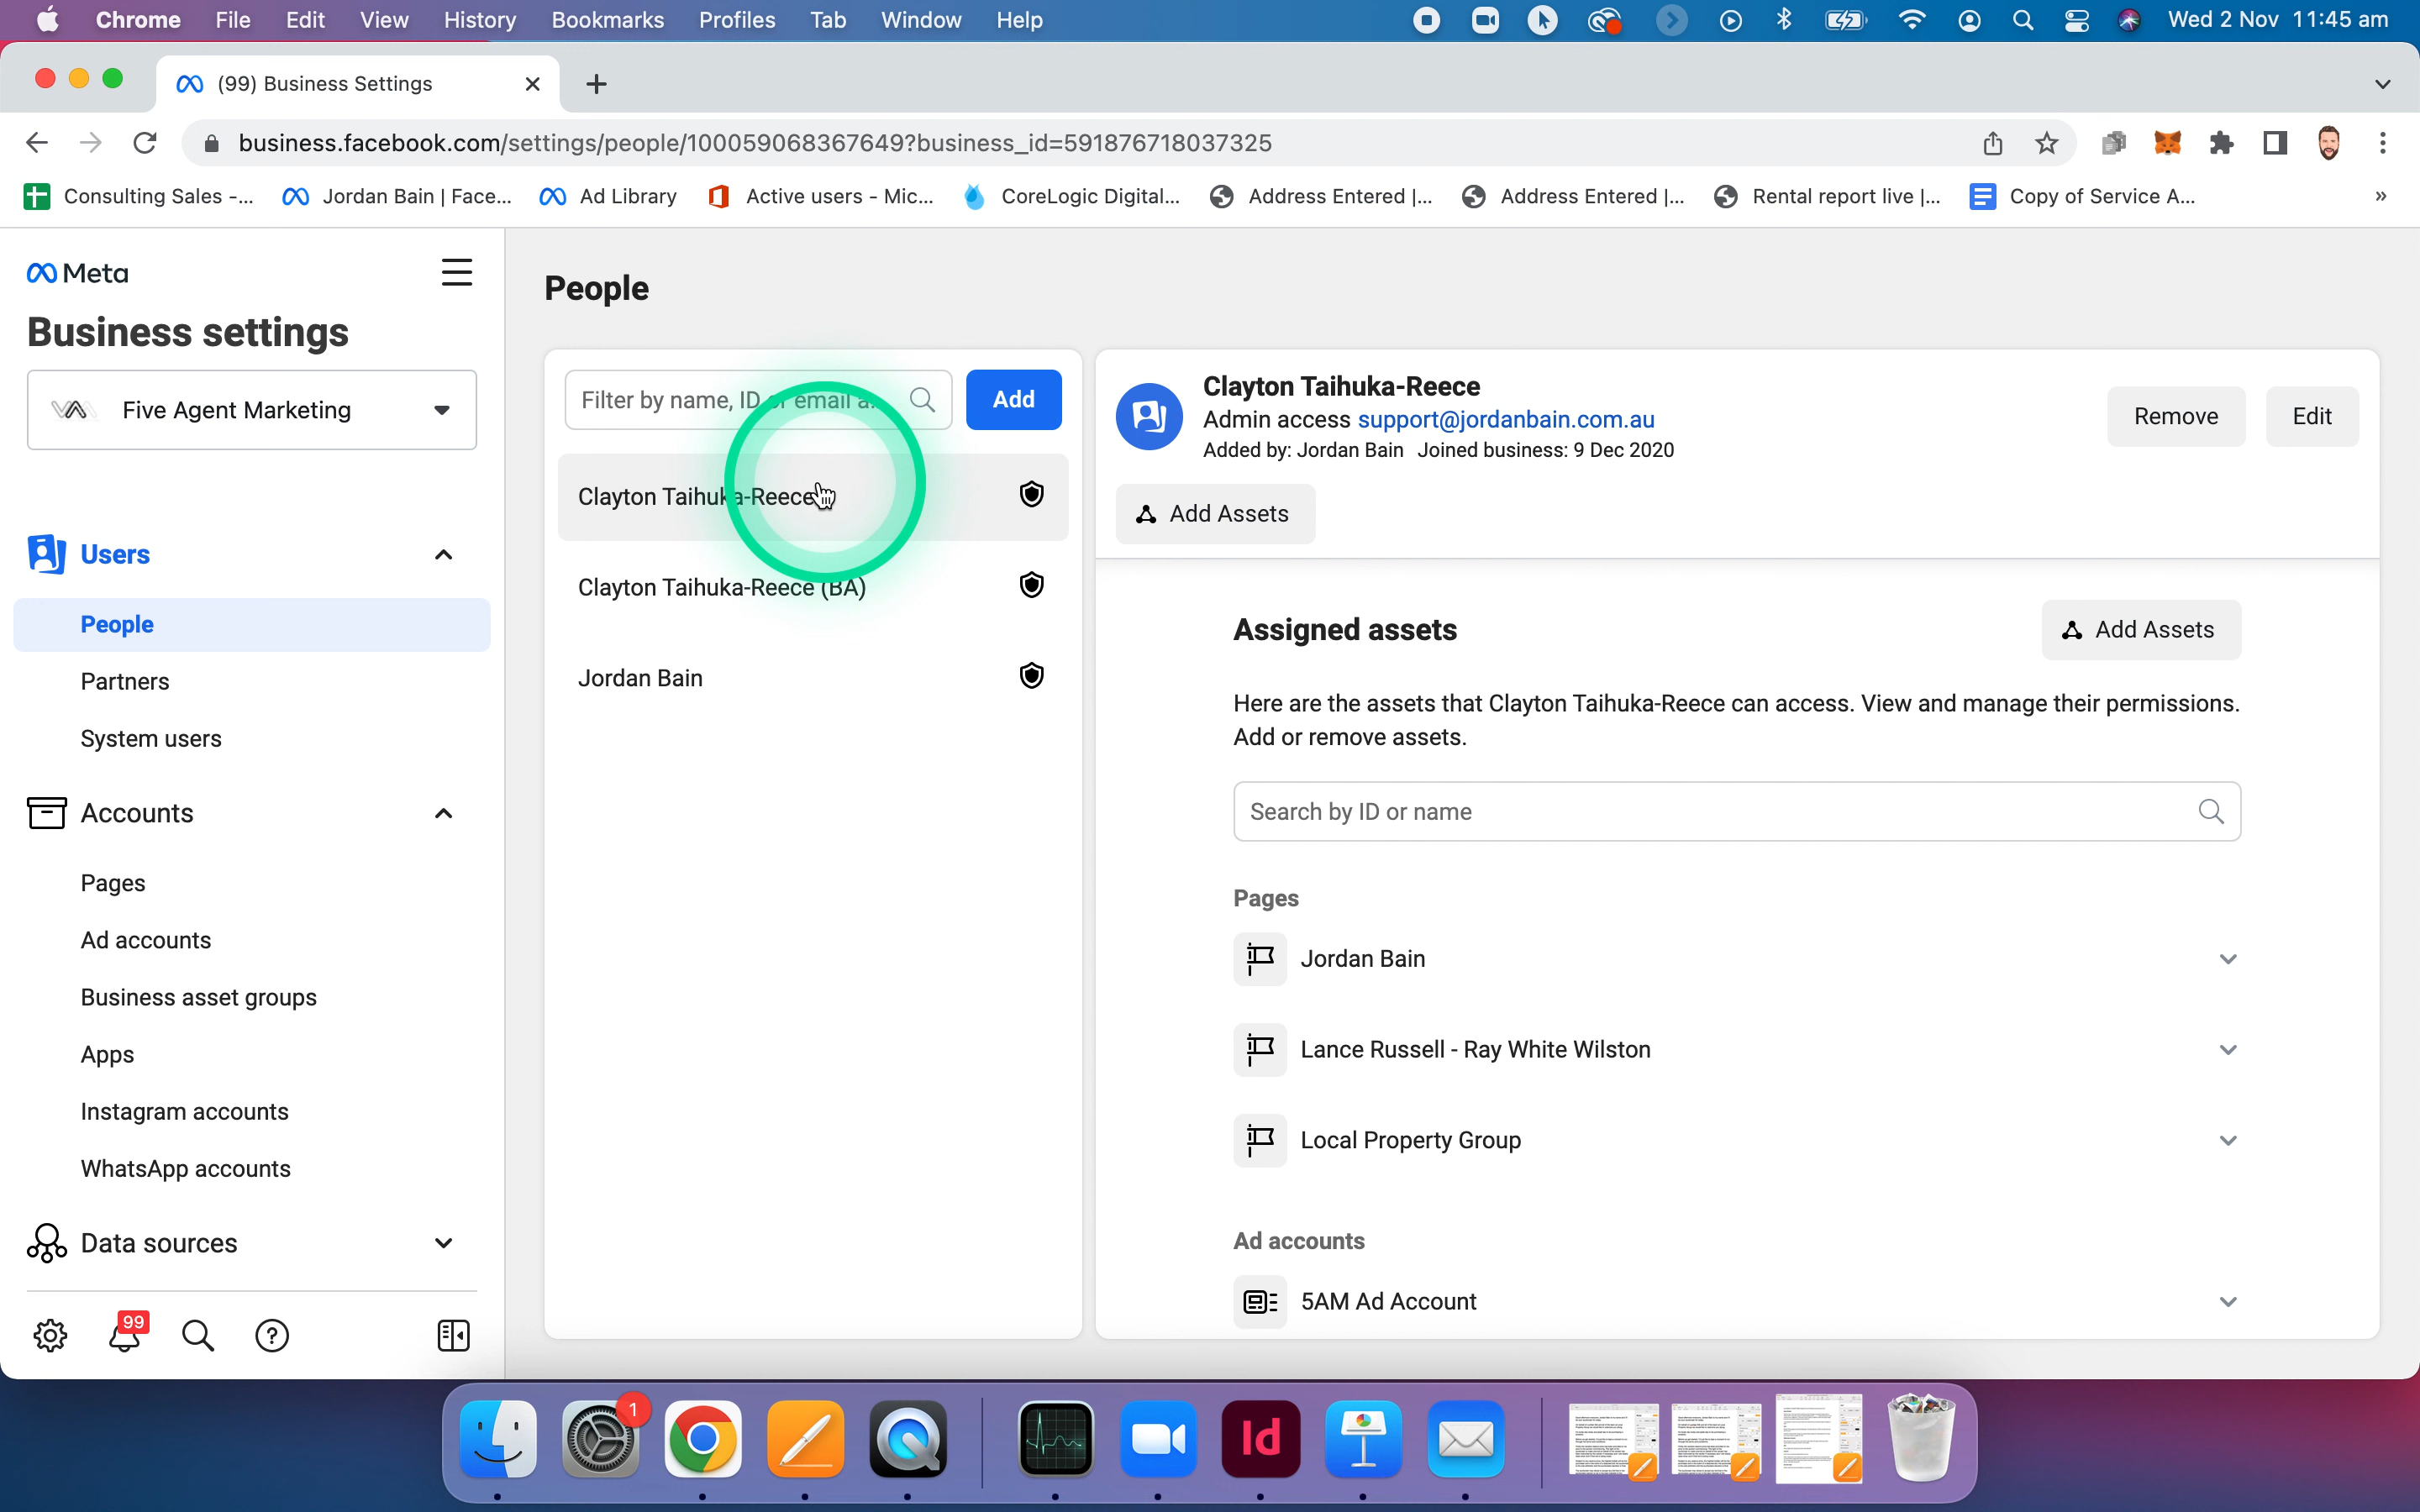 Chrome File Edit View History Bookmarks Profiles Tab Window Help Wed 2 Nov 11:45 am
(99) Business Settings
business.facebook.com/settings/people/100059068367649?business_id=591876718037325
Consulting Sales -... Jordan Bain | Face... Ad Library Active users - Mic... CoreLogic Digital... Address Entered |... Address Entered |... Rental report live |... Copy of Service A... »
Meta
Business settings
Five Agent Marketing
Users
People
Partners
System users
Accounts
Pages
Ad accounts
Business asset groups
Apps
Instagram accounts
WhatsApp accounts
Data sources
99
People
Filter by name, ID or email a...
Add
Clayton Taihuka-Reece
Clayton Taihuka-Reece (BA)
Jordan Bain
Clayton Taihuka-Reece
Admin access support@jordanbain.com.au
Added by: Jordan Bain Joined business: 9 Dec 2020
Remove
Edit
Add Assets
Assigned assets
Add Assets
Here are the assets that Clayton Taihuka-Reece can access. View and manage their permissions.
Add or remove assets.
Search by ID or name
Pages
Jordan Bain
Lance Russell - Ray White Wilston
Local Property Group
Ad accounts
5AM Ad Account
1
Id